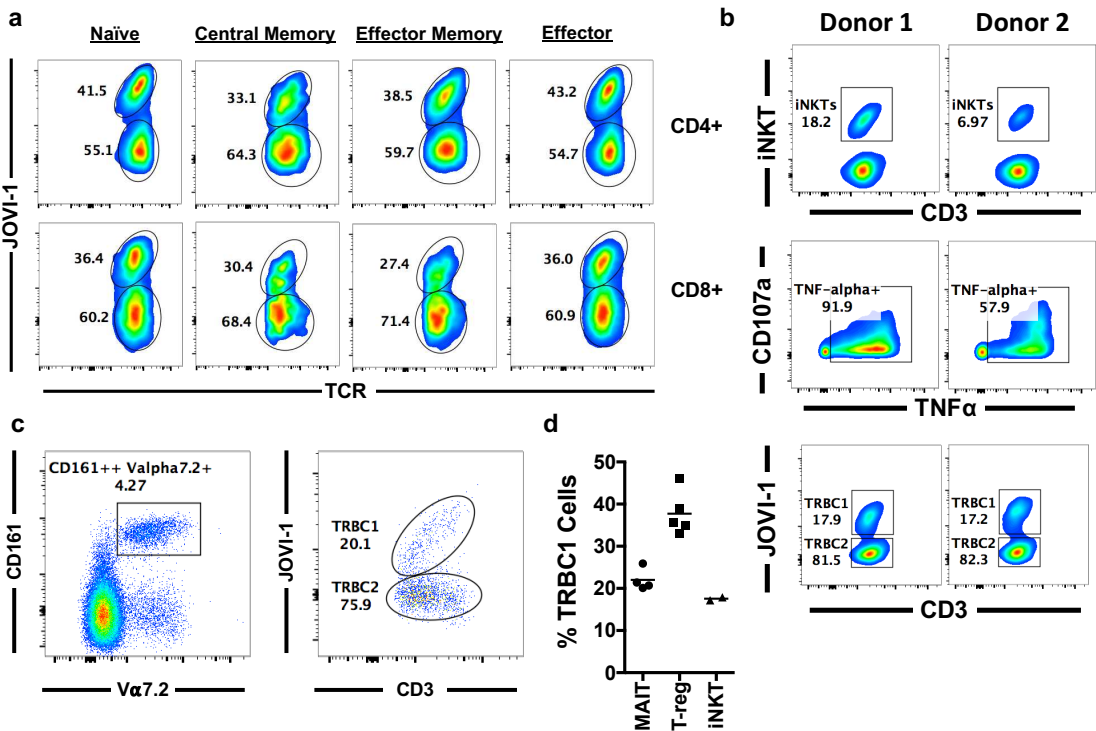 a
Naïve
Central Memory
Effector Memory
Effector
JOVI-1
41.5
55.1
33.1
64.3
38.5
59.7
43.2
54.7
CD4+
36.4
60.2
30.4
68.4
27.4
71.4
36.0
60.9
CD8+
TCR
b
Donor 1
Donor 2
iNKT
iNKTs
18.2
iNKTs
6.97
CD3
CD107a
TNF-alpha+
91.9
TNF-alpha+
57.9
TNFα
JOVI-1
TRBC1
17.9
TRBC2
81.5
TRBC1
17.2
TRBC2
82.3
CD3
c
CD161
CD161++ Valpha7.2+
4.27
Vα7.2
JOVI-1
TRBC1
20.1
TRBC2
75.9
CD3
d
% TRBC1 Cells
50
40
30
20
10
0
MAIT
T-reg
iNKT